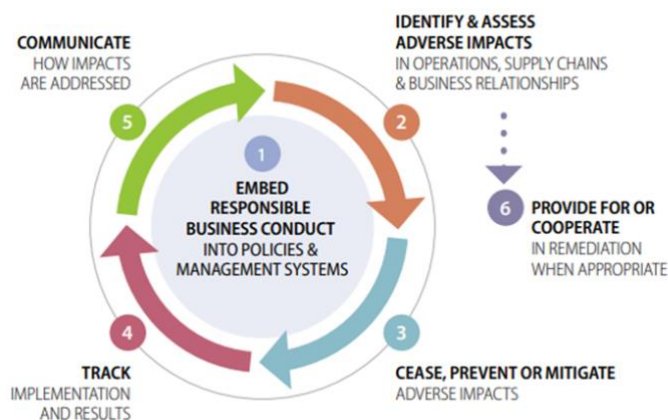 COMMUNICATE
HOW IMPACTS
ARE ADDRESSED
5
IDENTIFY & ASSESS
ADVERSE IMPACTS
IN OPERATIONS, SUPPLY CHAINS
& BUSINESS RELATIONSHIPS
2
1
EMBED
RESPONSIBLE
BUSINESS CONDUCT
INTO POLICIES &
MANAGEMENT SYSTEMS
6
PROVIDE FOR OR
COOPERATE
IN REMEDIATION
WHEN APPROPRIATE
4
TRACK
IMPLEMENTATION
AND RESULTS
3
CEASE, PREVENT OR MITIGATE
ADVERSE IMPACTS